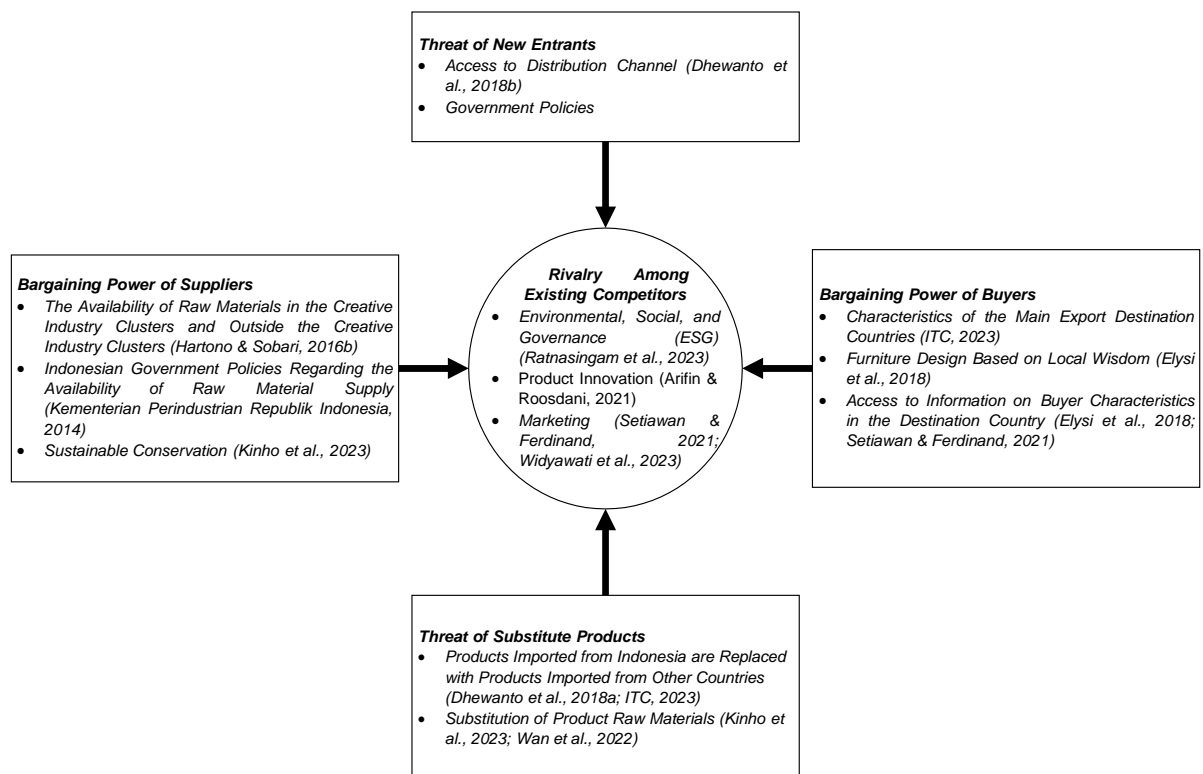 Threat of New Entrants
• Access to Distribution Channel (Dhewanto et
al., 2018b)
• Government Policies
Bargaining Power of Suppliers
• The Availability of Raw Materials in the Creative
Industry Clusters and Outside the Creative
Industry Clusters (Hartono & Sobari, 2016b)
• Indonesian Government Policies Regarding the
Availability of Raw Material Supply
(Kementerian Perindustrian Republik Indonesia,
2014)
• Sustainable Conservation (Kinho et al., 2023)
Rivalry Among
Existing Competitors
• Environmental, Social, and
Governance (ESG)
(Ratnasingam et al., 2023)
• Product Innovation (Arifin &
Roosdani, 2021)
• Marketing (Setiawan &
Ferdinand, 2021;
Widyawati et al., 2023)
Bargaining Power of Buyers
• Characteristics of the Main Export Destination
Countries (ITC, 2023)
• Furniture Design Based on Local Wisdom (Elysi
et al., 2018)
• Access to Information on Buyer Characteristics
in the Destination Country (Elysi et al., 2018;
Setiawan & Ferdinand, 2021)
Threat of Substitute Products
• Products Imported from Indonesia are Replaced
with Products Imported from Other Countries
(Dhewanto et al., 2018a; ITC, 2023)
• Substitution of Product Raw Materials (Kinho et
al., 2023; Wan et al., 2022)